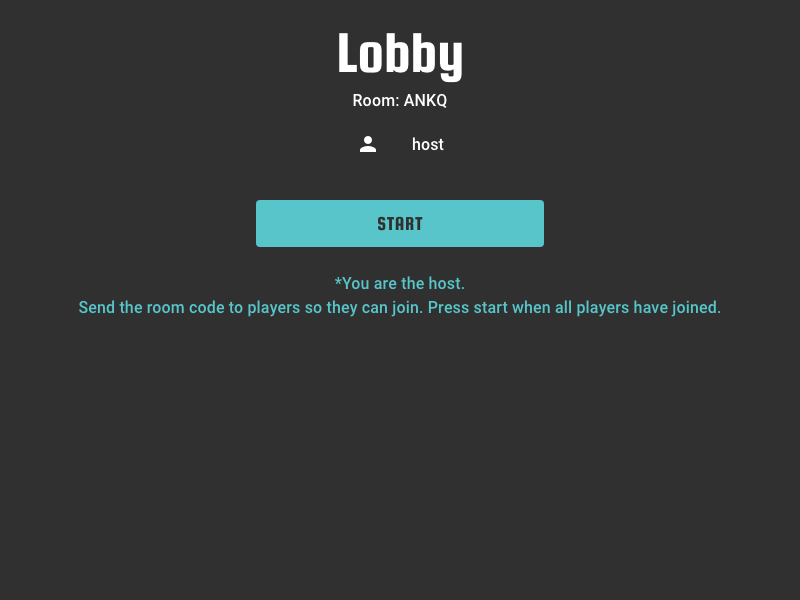 Lobby
Room: ANKQ
host
START
*You are the host.
Send the room code to players so they can join. Press start when all players have joined.